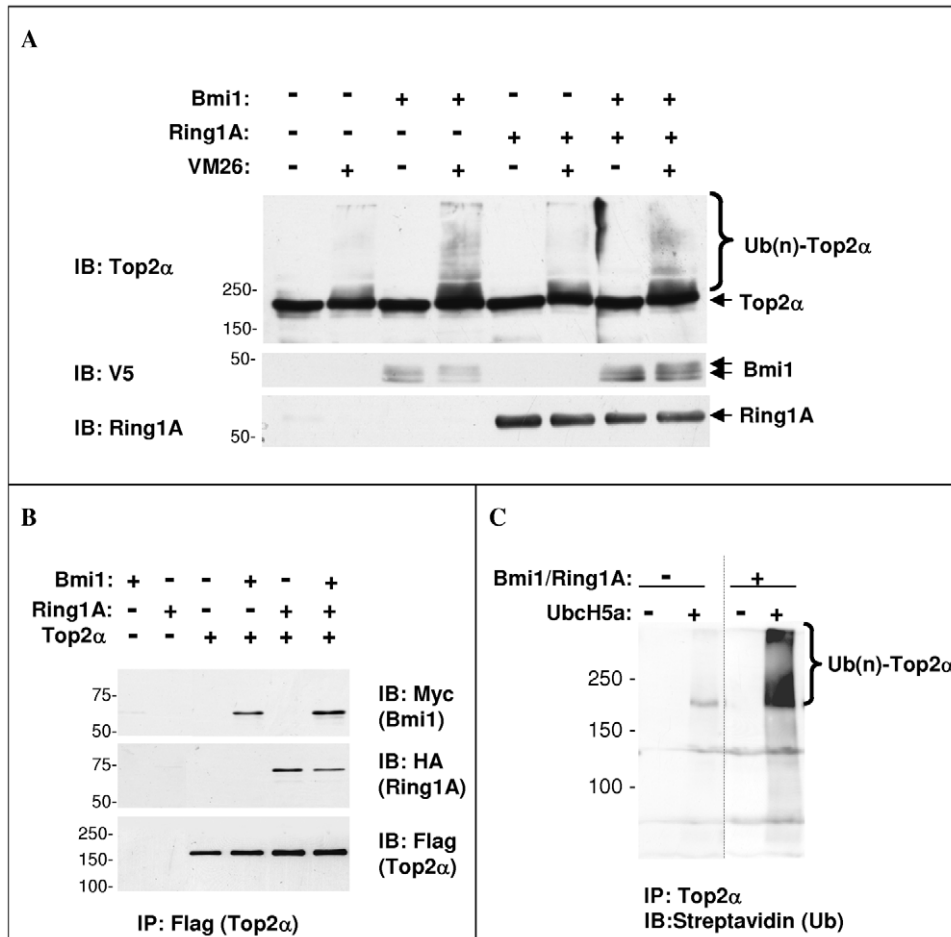 A
Bmi1: - - + + - - + +
Ring1A: - - - - + + + +
VM26: - + - + - + - +
IB: Top2α
250-
150-
Ub(n)-Top2α
Top2α
IB: V5
50-
Bmi1
IB: Ring1A
50-
Ring1A
B
Bmi1: + - - + - +
Ring1A: - + - - + +
Top2α - - + + + +
75-
50-
IB: Myc
(Bmi1)
75-
50-
IB: HA
(Ring1A)
250-
150-
100-
IB: Flag
(Top2α)
IP: Flag (Top2α)
C
Bmi1/Ring1A: - +
UbcH5a: - + - +
250 -
150 -
100 -
Ub(n)-Top2α
IP: Top2α
IB:Streptavidin (Ub)